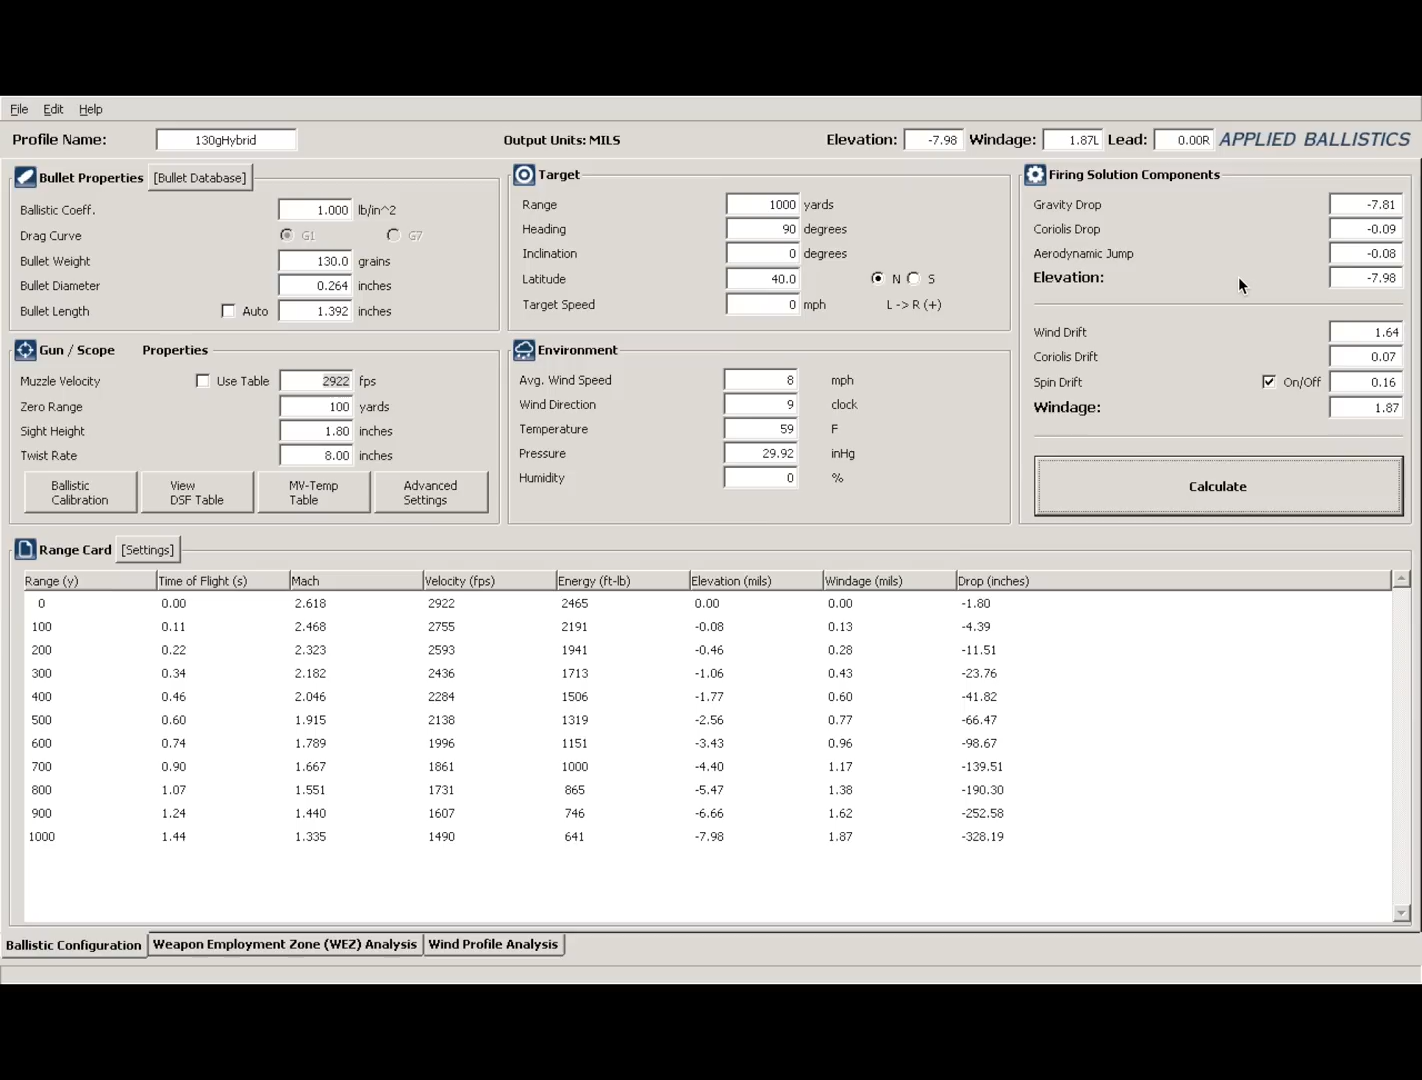 File Edit Help
Profile Name: 130gHybrid Output Units: MILS Elevation: -7.98 Windage: 1.87L Lead: 0.00R APPLIED BALLISTICS
Bullet Properties [Bullet Database]
Ballistic Coeff. 1.000 lb/in^2
Drag Curve G1 G7
Bullet Weight 130.0 grains
Bullet Diameter 0.264 inches
Bullet Length Auto 1.392 inches
Target
Range 1000 yards
Heading 90 degrees
Inclination 0 degrees
Latitude 40.0 N S
Target Speed 0 mph L -> R (+)
Firing Solution Components
Gravity Drop -7.81
Coriolis Drop -0.09
Aerodynamic Jump -0.08
Elevation: -7.98
Wind Drift 1.64
Coriolis Drift 0.07
Spin Drift On/Off 0.16
Windage: 1.87
Calculate
Gun / Scope Properties
Muzzle Velocity Use Table 2922 fps
Zero Range 100 yards
Sight Height 1.80 inches
Twist Rate 8.00 inches
Ballistic Calibration View DSF Table MV-Temp Table Advanced Settings
Environment
Avg. Wind Speed 8 mph
Wind Direction 9 clock
Temperature 59 F
Pressure 29.92 inHg
Humidity 0 %
Range Card [Settings]
Range (y) Time of Flight (s) Mach Velocity (fps) Energy (ft-lb) Elevation (mils) Windage (mils) Drop (inches)
0 0.00 2.618 2922 2465 0.00 0.00 -1.80
100 0.11 2.468 2755 2191 -0.08 0.13 -4.39
200 0.22 2.323 2593 1941 -0.46 0.28 -11.51
300 0.34 2.182 2436 1713 -1.06 0.43 -23.76
400 0.46 2.046 2284 1506 -1.77 0.60 -41.82
500 0.60 1.915 2138 1319 -2.56 0.77 -66.47
600 0.74 1.789 1996 1151 -3.43 0.96 -98.67
700 0.90 1.667 1861 1000 -4.40 1.17 -139.51
800 1.07 1.551 1731 865 -5.47 1.38 -190.30
900 1.24 1.440 1607 746 -6.66 1.62 -252.58
1000 1.44 1.335 1490 641 -7.98 1.87 -328.19
Ballistic Configuration Weapon Employment Zone (WEZ) Analysis Wind Profile Analysis